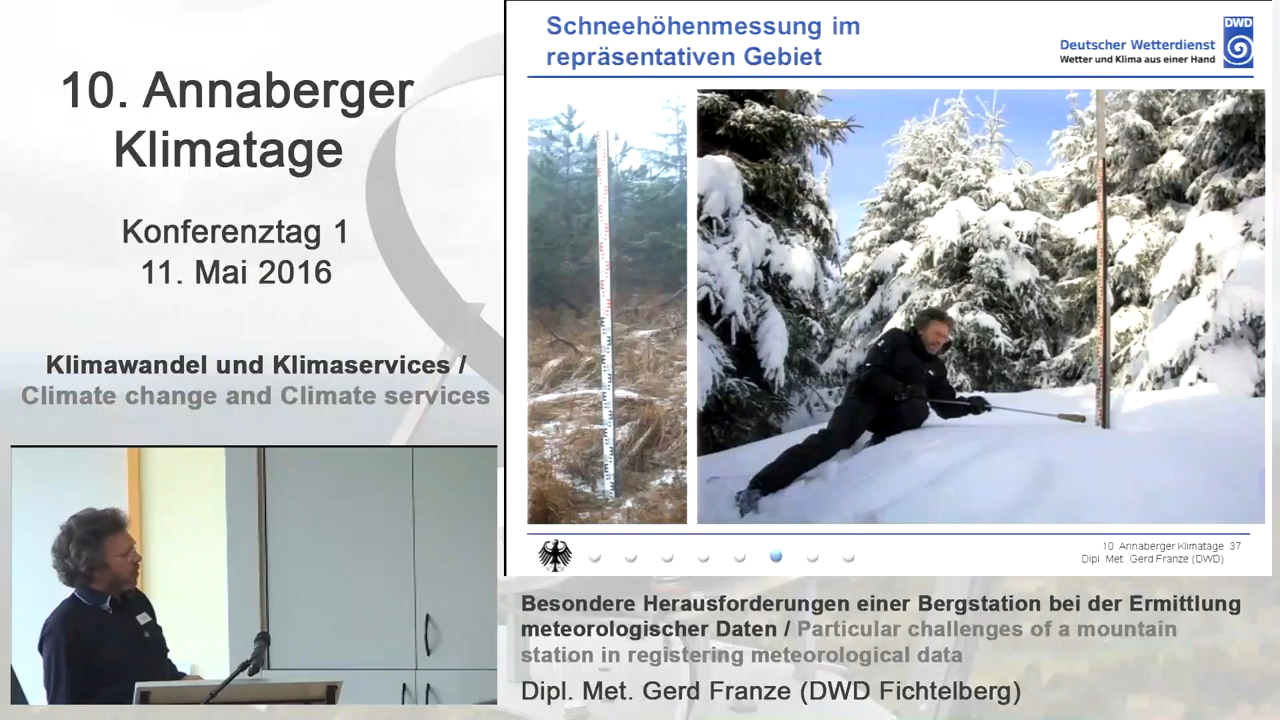 10. Annaberger
Klimatage
Konferenztag 1
11. Mai 2016
Klimawandel und Klimaservices /
Climate change and Climate services
Schneehöhenmessung im
repräsentativen Gebiet
DWD
Deutscher Wetterdienst
Wetter und Klima aus einer Hand
10 Annaberger Klimatage 37
Dipl. Met Gerd Franze (DWD)
Besondere Herausforderungen einer Bergstation bei der Ermittlung
meteorologischer Daten / Particular challenges of a mountain
station in registering meteorological data
Dipl. Met. Gerd Franze (DWD Fichtelberg)